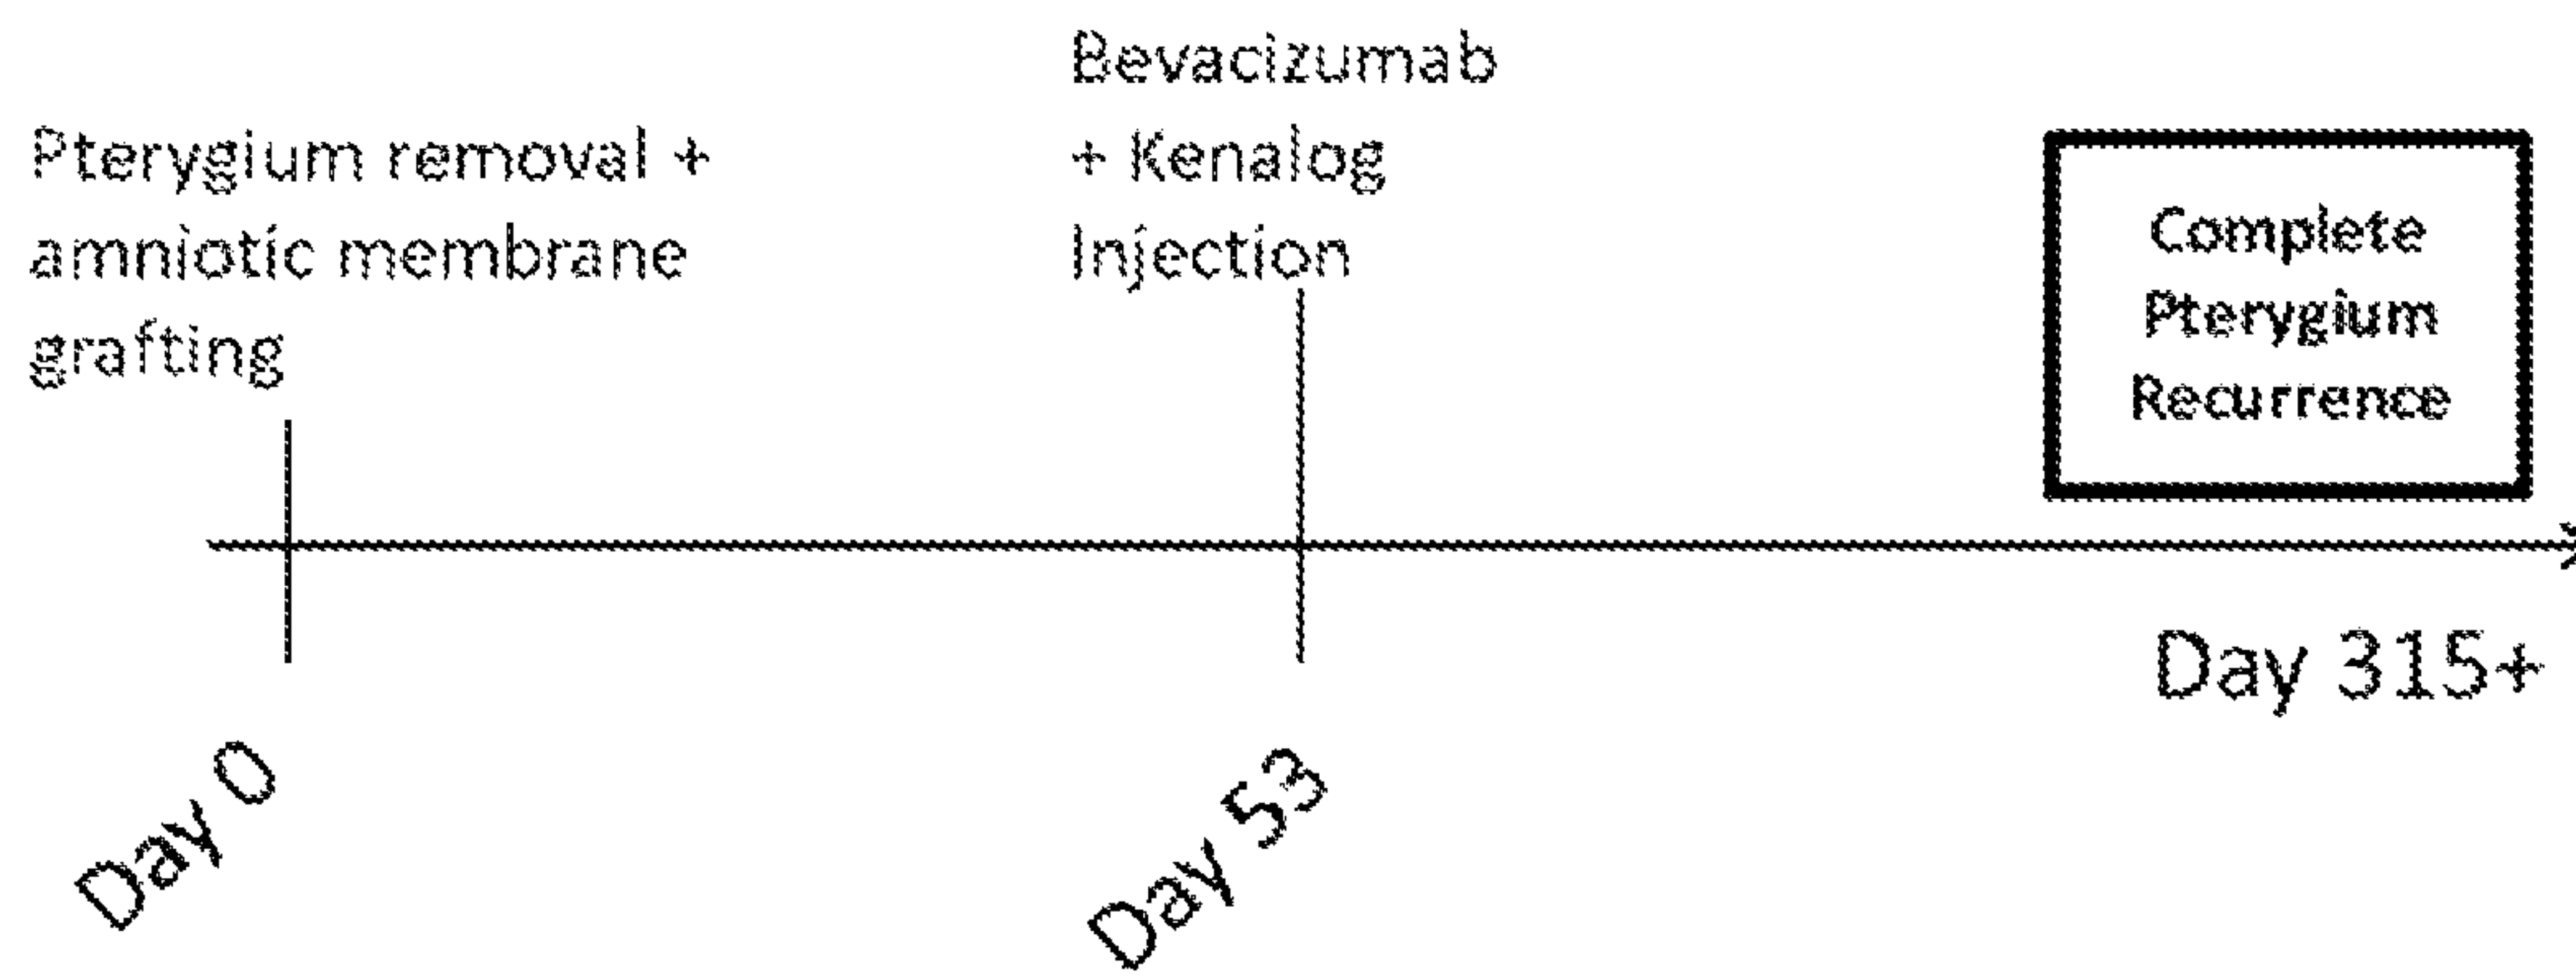 Pterygium removal +
amniotic membrane
grafting
Bevacizumab
+ Kenalog
Injection
Complete
Pterygium
Recurrence
Day 0
Day 53
Day 315+